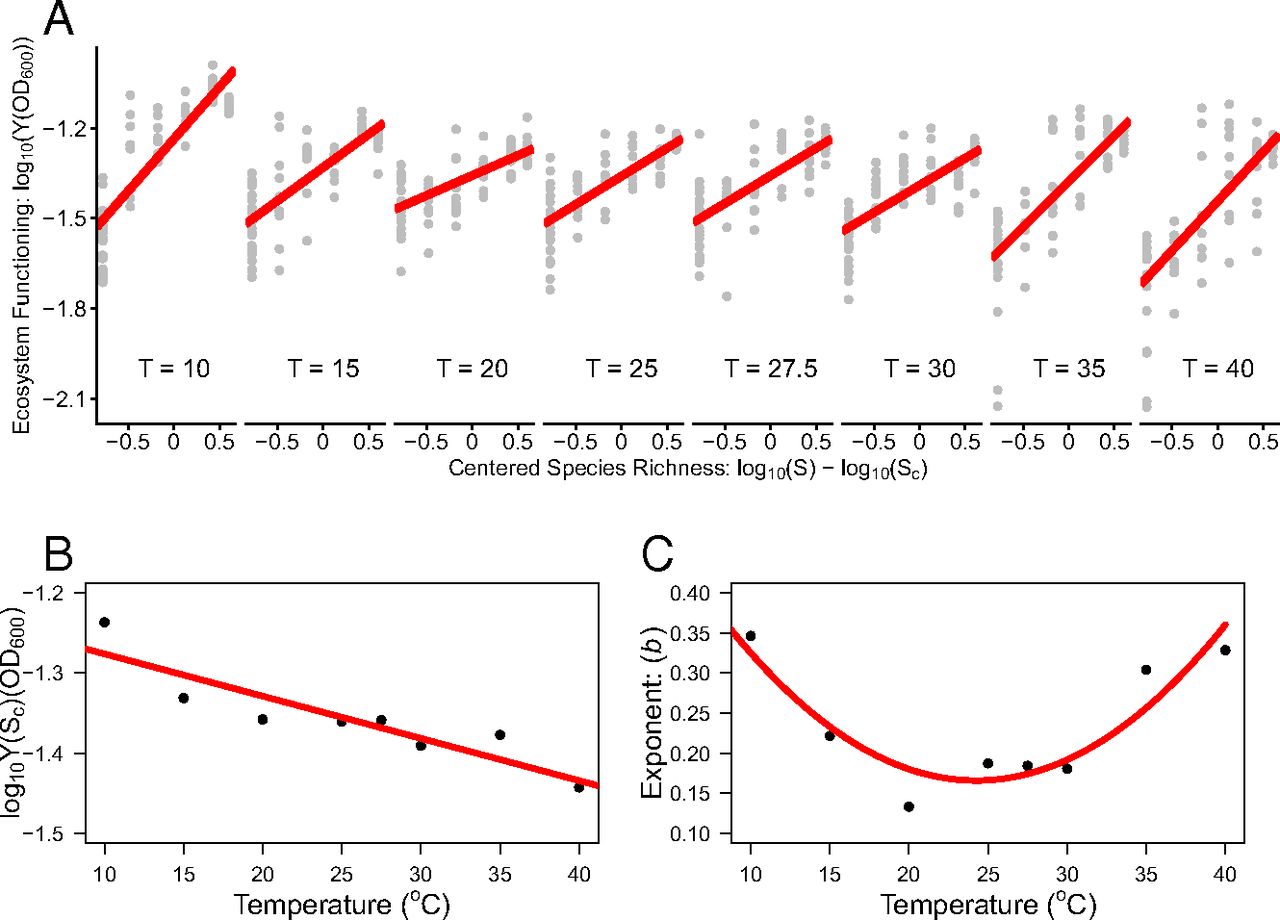 A
Ecosystem Functioning: log10(Y(OD600))
−1.2
−1.5
−1.8
−2.1
T = 10
T = 15
T = 20
T = 25
T = 27.5
T = 30
T = 35
T = 40
−0.5 0 0.5
−0.5 0 0.5
−0.5 0 0.5
−0.5 0 0.5
−0.5 0 0.5
−0.5 0 0.5
−0.5 0 0.5
−0.5 0 0.5
Centered Species Richness: log10(S) − log10(Sc)
B
log10Y(Sc)(OD600)
−1.2
−1.3
−1.4
−1.5
10 15 20 25 30 35 40
Temperature (oC)
C
Exponent: (b)
0.40
0.35
0.30
0.25
0.20
0.15
0.10
10 15 20 25 30 35 40
Temperature (oC)